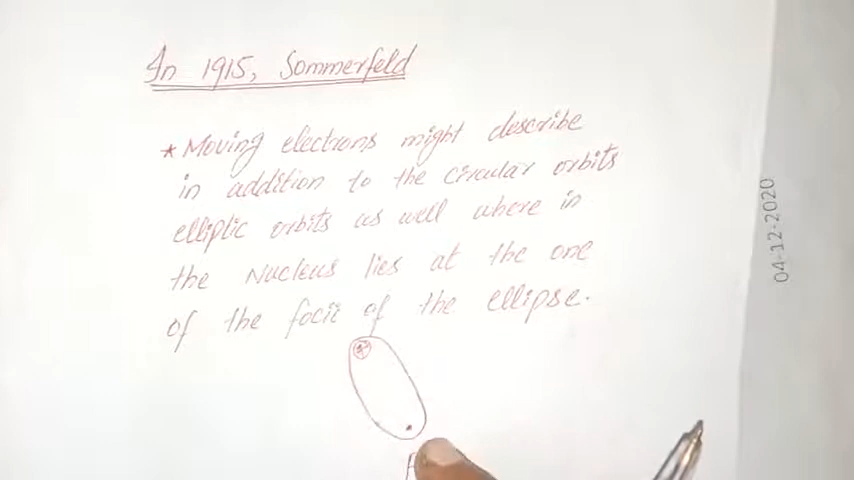 In 1915, Sommerfeld
* Moving electrons might describe
in addition to the circular orbits
elliptic orbits as well where in
the Nucleus lies at the one
of the focii of the ellipse.
04-12-2020